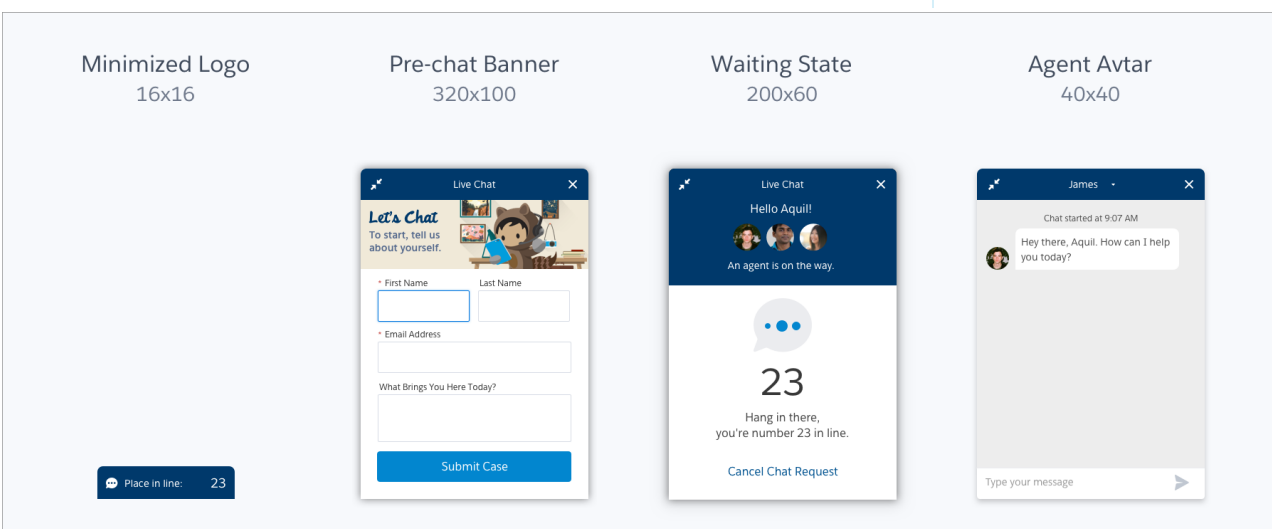 Minimized Logo
16x16
Pre-chat Banner
320x100
Waiting State
200x60
Agent Avtar
40x40
Place in line: 23
Live Chat
Let's Chat
To start, tell us
about yourself.
* First Name Last Name
* Email Address
What Brings You Here Today?
Submit Case
Live Chat
Hello Aquil!
An agent is on the way.
23
Hang in there,
you're number 23 in line.
Cancel Chat Request
James
Chat started at 9:07 AM
Hey there, Aquil. How can I help
you today?
Type your message